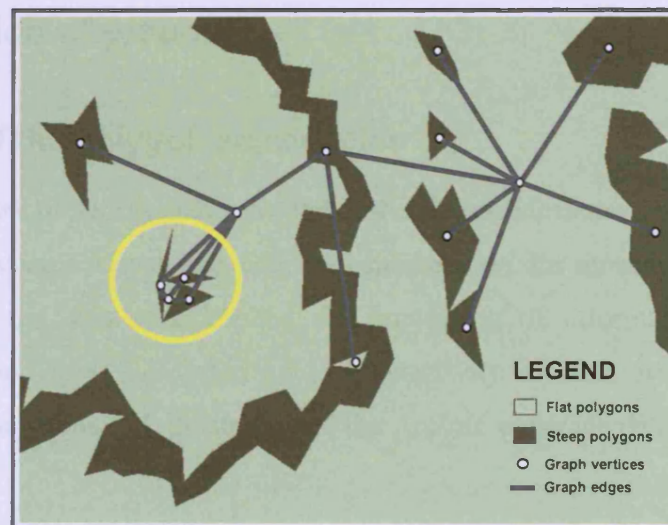 LEGEND
Flat polygons
Steep polygons
Graph vertices
Graph edges